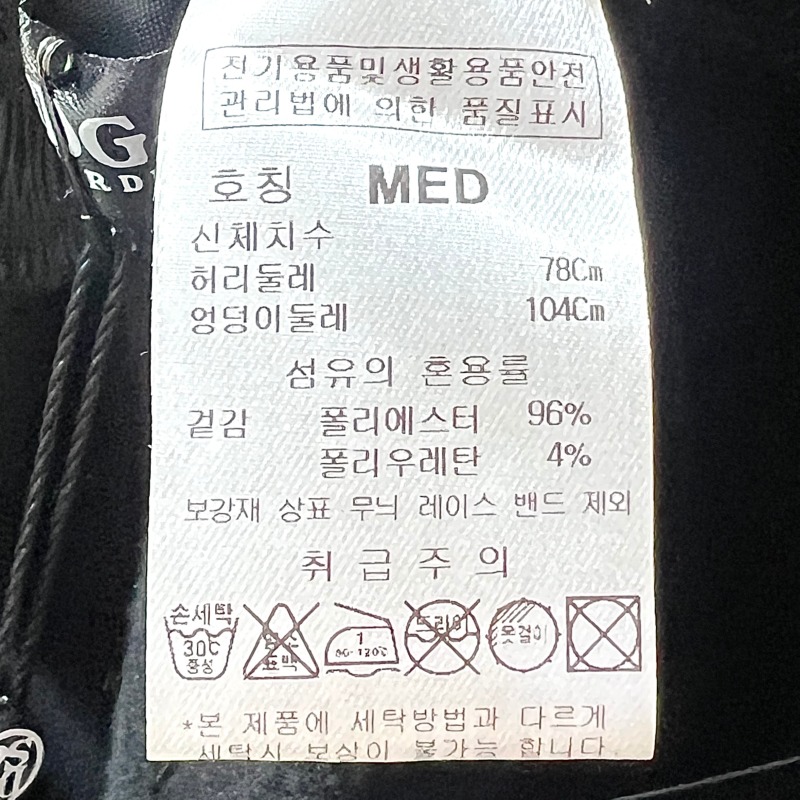 전기용품및생활용품안전
관리법에 의한 품질표시
호칭 MED
신체치수
허리둘레 78Cm
엉덩이둘레 104Cm
섬유의 혼용률
겉감 폴리에스터 96%
폴리우레탄 4%
보강재 상표 무늬 레이스 밴드 제외
취급주의
손세탁
30℃
중성
염소
표백
1
80-120℃
드라이
옷걸이
*본 제품에 세탁방법과 다르게
세탁시 보상이 불가능 합니다.
G
RD